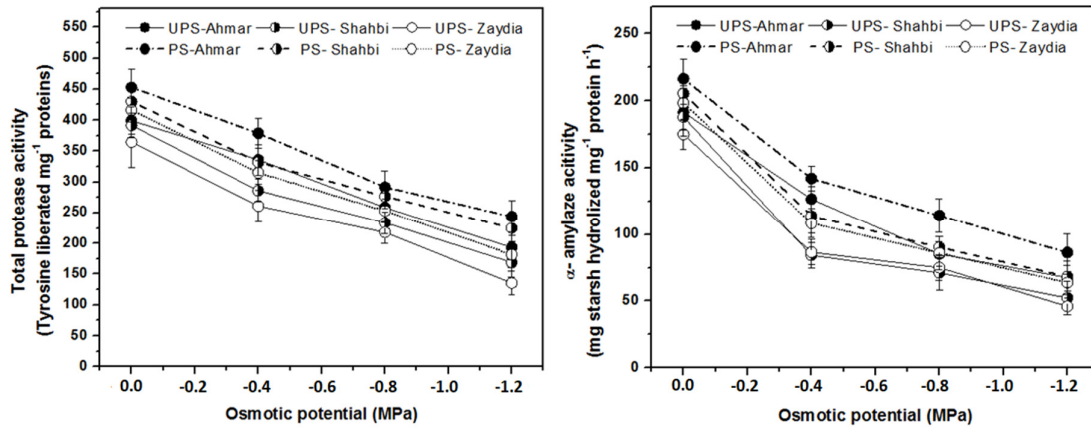 UPS-Ahmar UPS- Shahbi UPS- Zaydia
PS-Ahmar PS- Shahbi PS- Zaydia
Total protease acitivity
(Tyrosine liberated mg-1 proteins)
550
500
450
400
350
300
250
200
150
100
50
0
0.0 -0.2 -0.4 -0.6 -0.8 -1.0 -1.2
Osmotic potential (MPa)
UPS-Ahmar UPS- Shahbi UPS- Zaydia
PS-Ahmar PS- Shahbi PS- Zaydia
α- amylaze acitivity
(mg starsh hydrolized mg-1 protein h-1)
250
200
150
100
50
0
0.0 -0.2 -0.4 -0.6 -0.8 -1.0 -1.2
Osmotic potential (MPa)